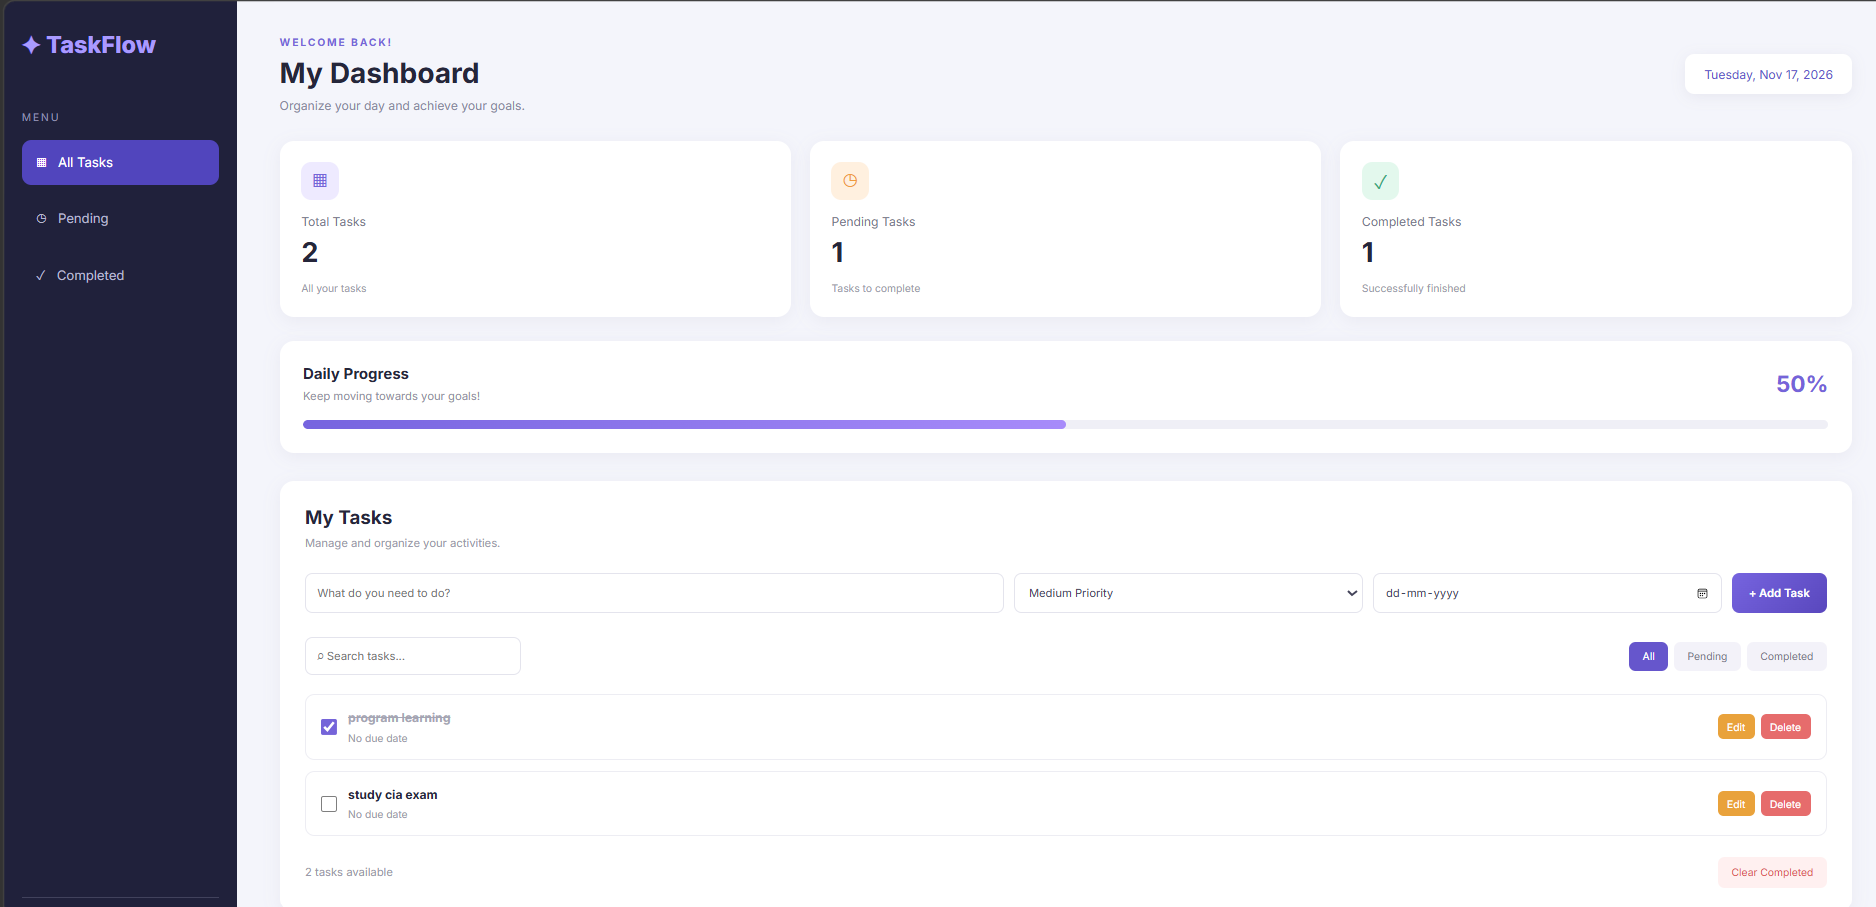 ✦ TaskFlow
MENU
All Tasks
Pending
Completed
WELCOME BACK!
My Dashboard
Organize your day and achieve your goals.
Tuesday, Nov 17, 2026
Total Tasks
2
All your tasks
Pending Tasks
1
Tasks to complete
Completed Tasks
1
Successfully finished
Daily Progress
Keep moving towards your goals!
50%
My Tasks
Manage and organize your activities.
What do you need to do?
Medium Priority
dd-mm-yyyy
+ Add Task
Search tasks...
All
Pending
Completed
program learning
No due date
Edit
Delete
study cia exam
No due date
Edit
Delete
2 tasks available
Clear Completed